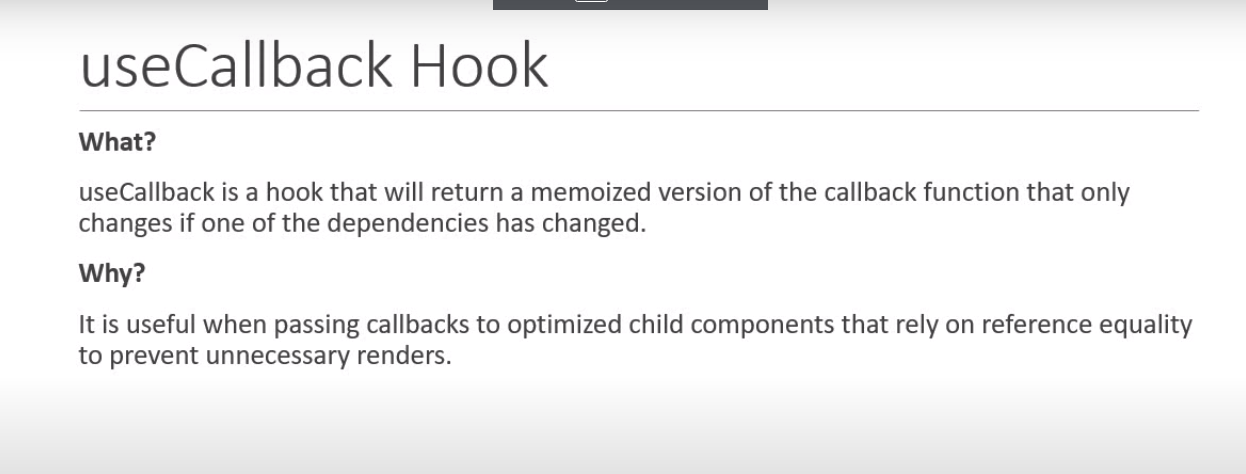 useCallback Hook
What?
useCallback is a hook that will return a memoized version of the callback function that only
changes if one of the dependencies has changed.
Why?
It is useful when passing callbacks to optimized child components that rely on reference equality
to prevent unnecessary renders.